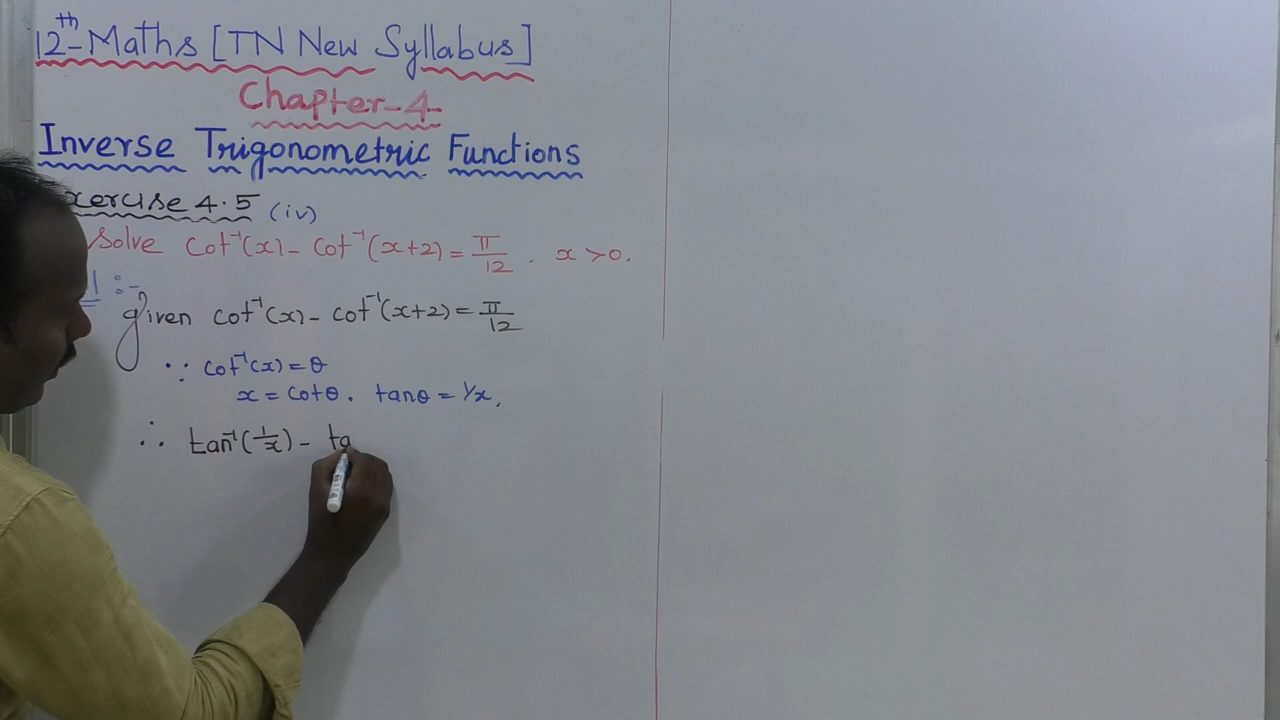 12th-Maths [TN New Syllabus]
Chapter-4
Inverse Trigonometric Functions
xercise 4.5 (iv)
Solve Cot⁻¹(x) - Cot⁻¹(x+2) = π/12 . x > 0.
l :-
Given Cot⁻¹(x) - Cot⁻¹(x+2) = π/12
∵ Cot⁻¹(x) = θ
x = Cotθ . tanθ = 1/x,
∴ tan⁻¹(1/x) - ta